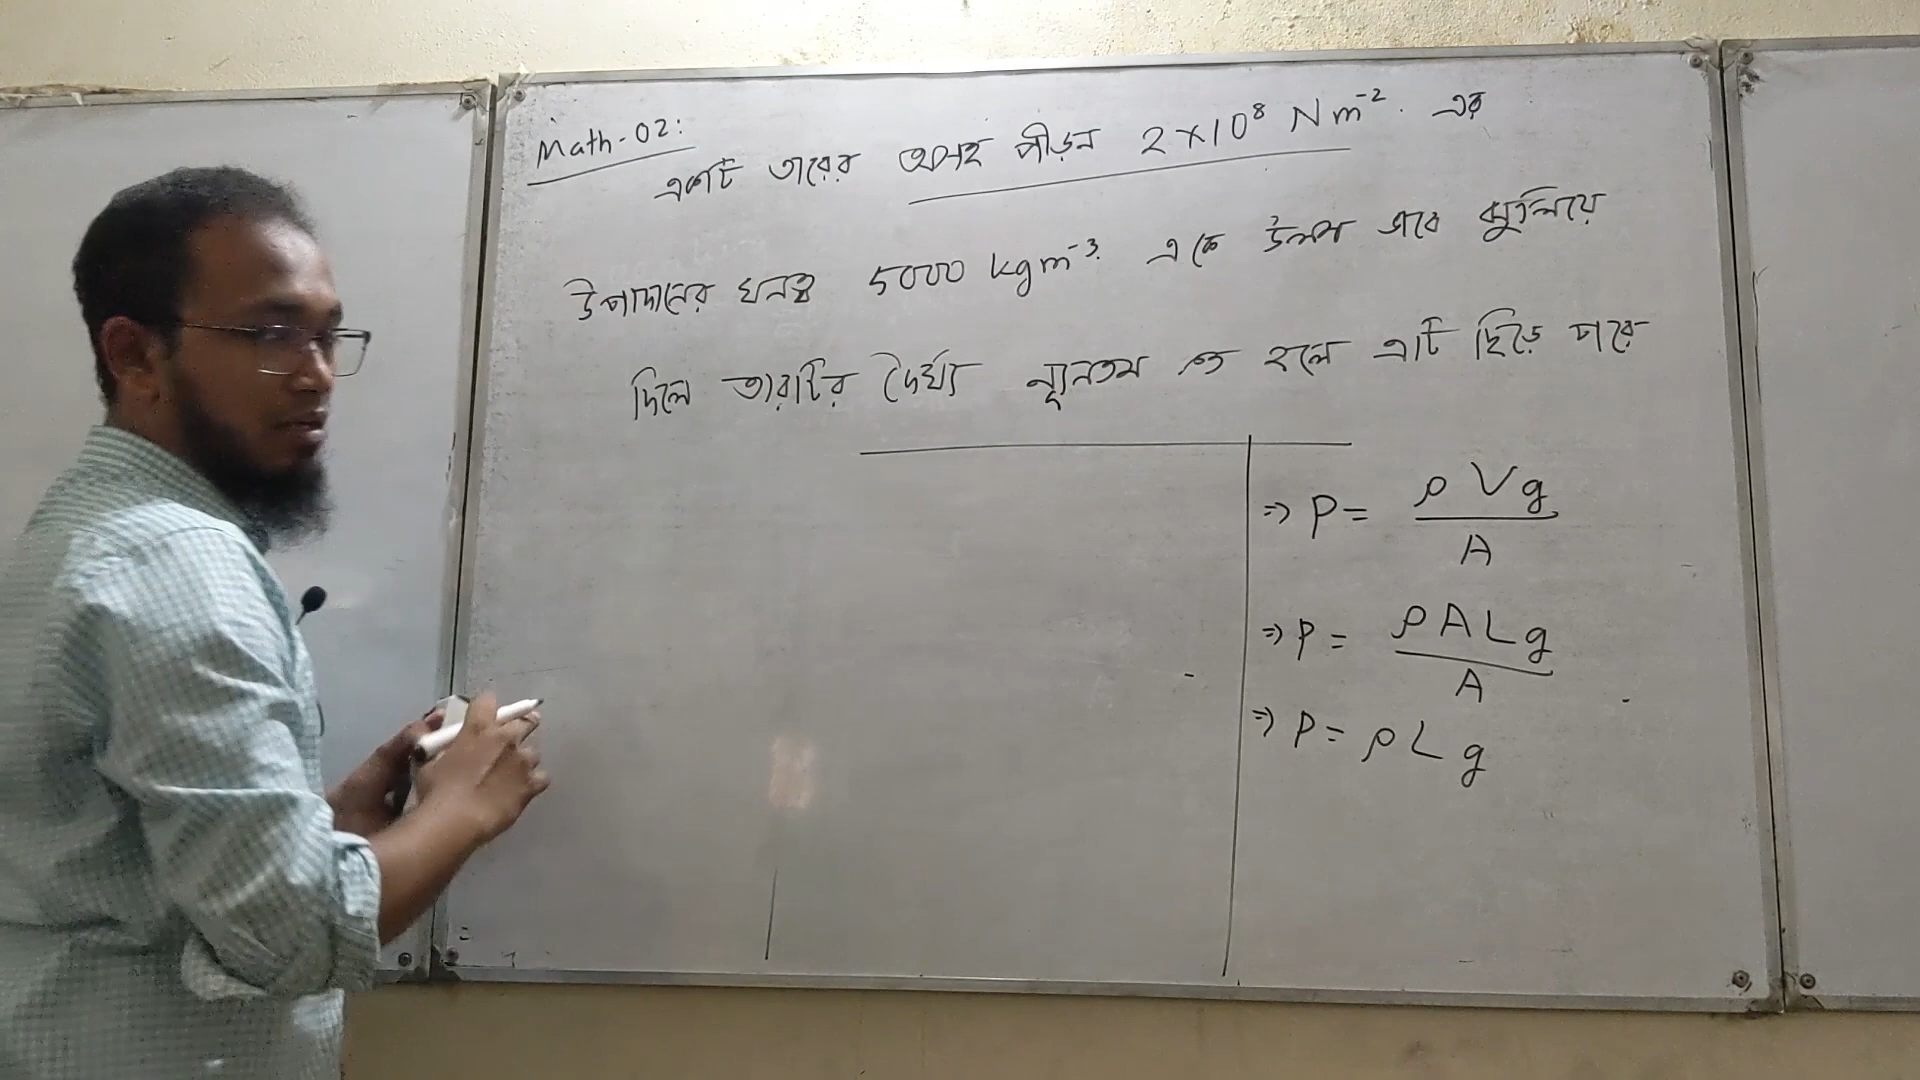 Math-02:
একটি তারের অসহ পীড়ন 2×10⁸ Nm⁻². এর
উপাদানের ঘনত্ব 5000 kgm⁻³. একে উলম্ব ভাবে ঝুলিয়ে
দিলে তারটির দৈর্ঘ্য ন্যূনতম কত হলে এটি ছিড়ে যাবে
⇒ P = ρVg / A
⇒ P = ρALg / A
⇒ P = ρLg